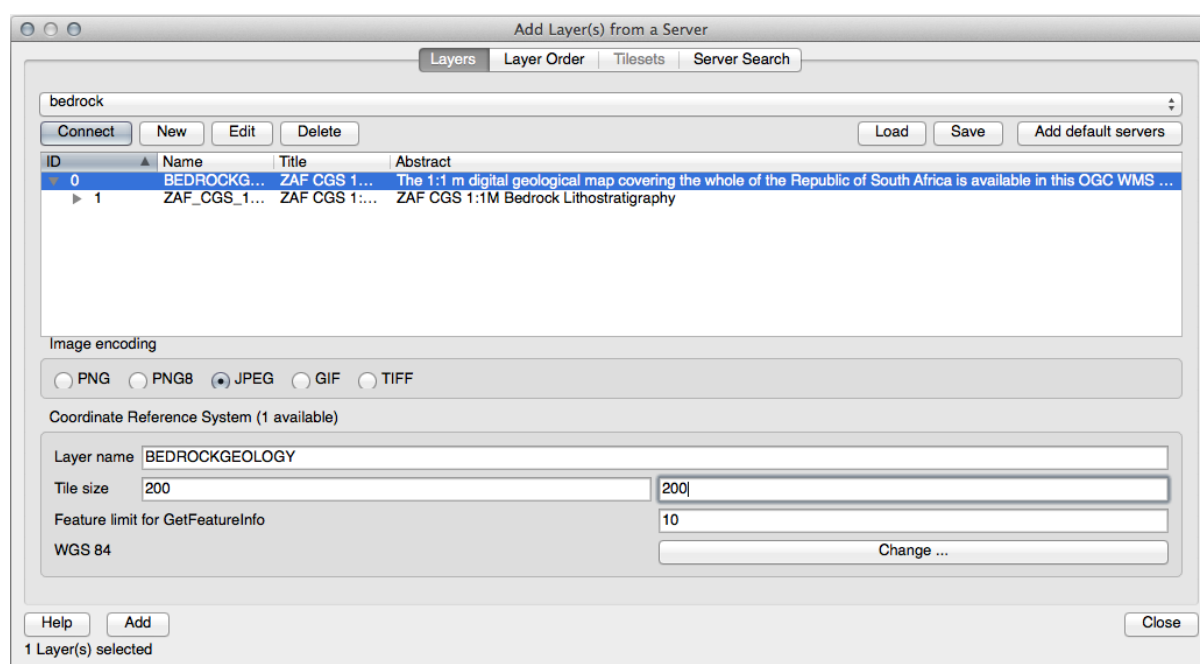 Add Layer(s) from a Server
Layers Layer Order Tilesets Server Search
bedrock
Connect New Edit Delete Load Save Add default servers
ID Name Title Abstract
0 BEDROCKG... ZAF CGS 1... The 1:1 m digital geological map covering the whole of the Republic of South Africa is available in this OGC WMS ...
1 ZAF_CGS_1... ZAF CGS 1:... ZAF CGS 1:1M Bedrock Lithostratigraphy
Image encoding
PNG PNG8 JPEG GIF TIFF
Coordinate Reference System (1 available)
Layer name BEDROCKGEOLOGY
Tile size 200 200
Feature limit for GetFeatureInfo 10
WGS 84 Change ...
Help Add Close
1 Layer(s) selected